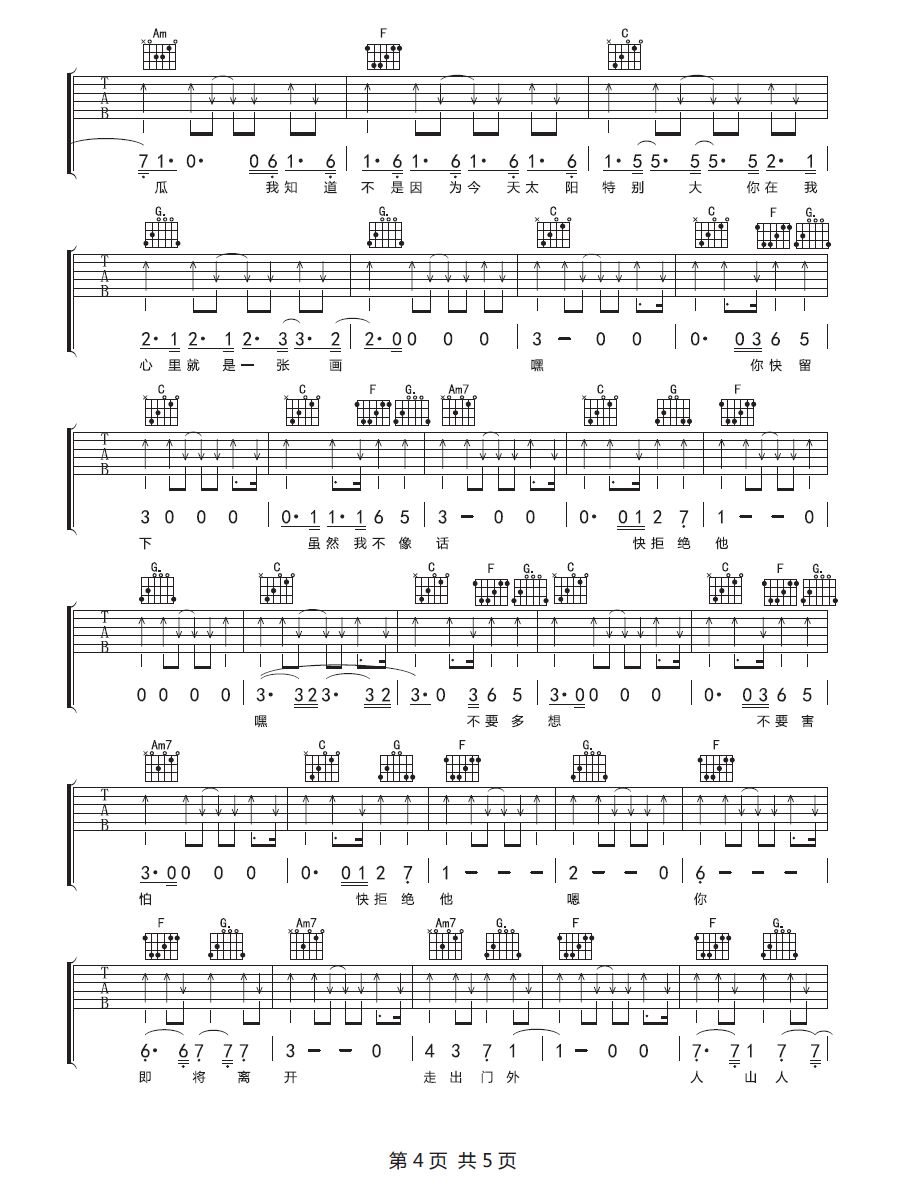 Am F C
T A B
7 1· 0· 0 6 1· 6 1· 6 1· 6 1· 6 1· 6 1· 5 5· 5 5· 5 2· 1
瓜 我 知 道 不 是 因 为 今 天 太 阳 特 别 大 你 在 我
G. G. C C F G.
T A B
2· 1 2· 1 2· 3 3· 2 2· 0 0 0 0 3 - 0 0 0· 0 3 6 5
心 里 就 是 一 张 画 嘿 你 快 留
C C F G. Am7 C G F
T A B
3 0 0 0 0· 1 1· 1 6 5 3 - 0 0 0· 0 1 2 7 1 - - 0
下 虽 然 我 不 像 话 快 拒 绝 他
G. C C F G. C C F G.
T A B
0 0 0 0 3· 3 2 3· 3 2 3· 0 3 6 5 3· 0 0 0 0 0· 0 3 6 5
嘿 不 要 多 想 不 要 害
Am7 C G F G. F
T A B
3· 0 0 0 0 0· 0 1 2 7 1 - - - 2 - - 0 6 - - -
怕 快 拒 绝 他 嗯 你
F G. Am7 Am7 G. F F G.
T A B
6· 6 7 7 7 3 - - 0 4 3 7 1 1 - 0 0 7· 7 1 7 7
即 将 离 开 走 出 门 外 人 山 人
第 4 页 共 5 页